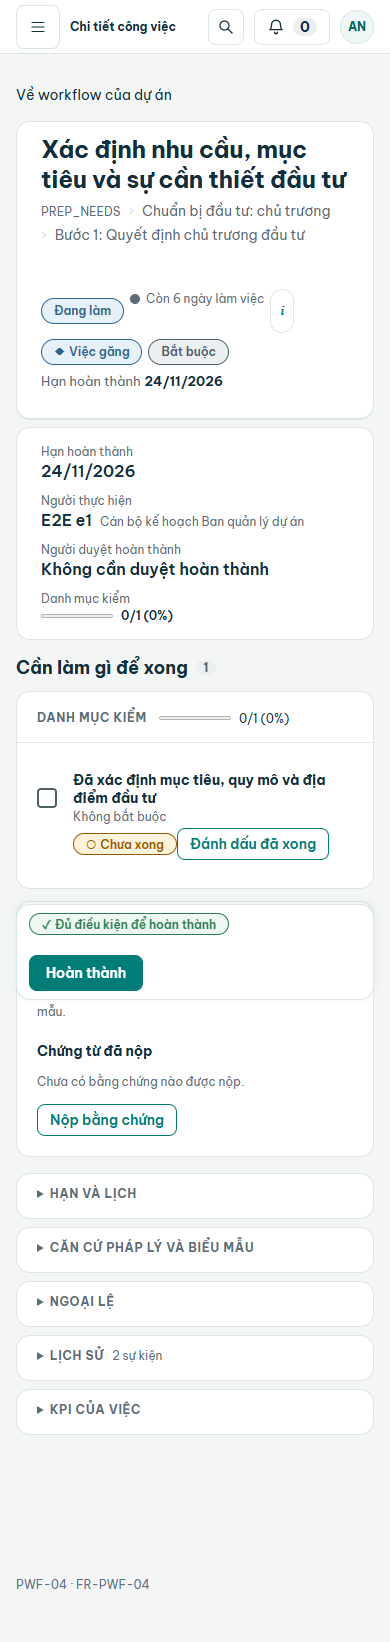 Chi tiết công việc
0
AN
Về workflow của dự án
Xác định nhu cầu, mục
tiêu và sự cần thiết đầu tư
PREP_NEEDS › Chuẩn bị đầu tư: chủ trương
› Bước 1: Quyết định chủ trương đầu tư
Đang làm
Còn 6 ngày làm việc
i
Việc găng
Bắt buộc
Hạn hoàn thành 24/11/2026
Hạn hoàn thành
24/11/2026
Người thực hiện
E2E e1 Cán bộ kế hoạch Ban quản lý dự án
Người duyệt hoàn thành
Không cần duyệt hoàn thành
Danh mục kiểm
0/1 (0%)
Cần làm gì để xong 1
DANH MỤC KIỂM 0/1 (0%)
Đã xác định mục tiêu, quy mô và địa
điểm đầu tư
Không bắt buộc
Chưa xong
Đánh dấu đã xong
✓ Đủ điều kiện để hoàn thành
Hoàn thành
mẫu.
Chứng từ đã nộp
Chưa có bằng chứng nào được nộp.
Nộp bằng chứng
HẠN VÀ LỊCH
CĂN CỨ PHÁP LÝ VÀ BIỂU MẪU
NGOẠI LỆ
LỊCH SỬ 2 sự kiện
KPI CỦA VIỆC
PWF-04 · FR-PWF-04